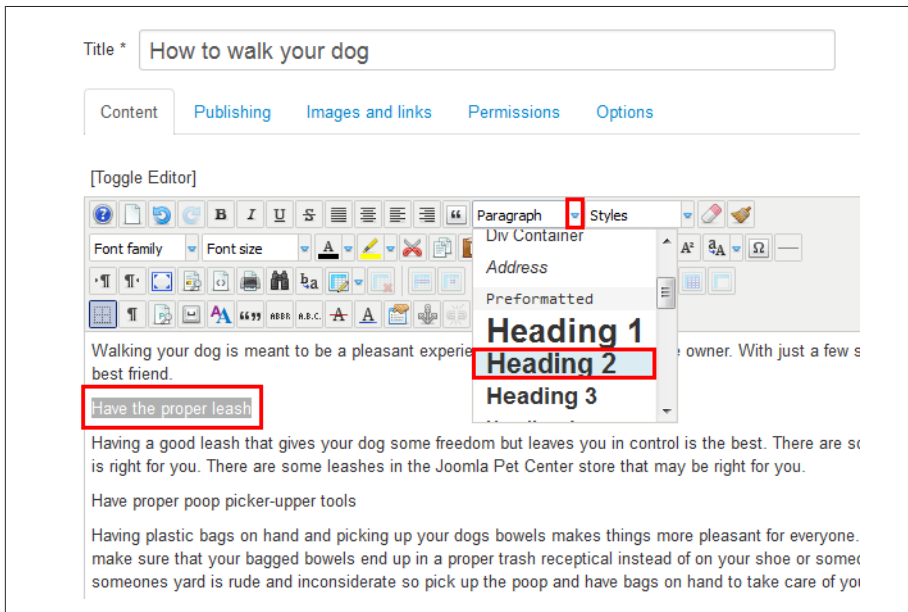 Title * How to walk your dog
Content Publishing Images and links Permissions Options
[Toggle Editor]
B I U S Paragraph Styles
Font family Font size A A² ªA Ω
Div Container
Address
Preformatted
Heading 1
Heading 2
Heading 3
ABBR A.B.C. A A
Walking your dog is meant to be a pleasant experie owner. With just a few s
best friend.
Have the proper leash
Having a good leash that gives your dog some freedom but leaves you in control is the best. There are
is right for you. There are some leashes in the Joomla Pet Center store that may be right for you.
Have proper poop picker-upper tools
Having plastic bags on hand and picking up your dogs bowels makes things more pleasant for everyone.
make sure that your bagged bowels end up in a proper trash receptical instead of on your shoe or
someones yard is rude and inconsiderate so pick up the poop and have bags on hand to take care of